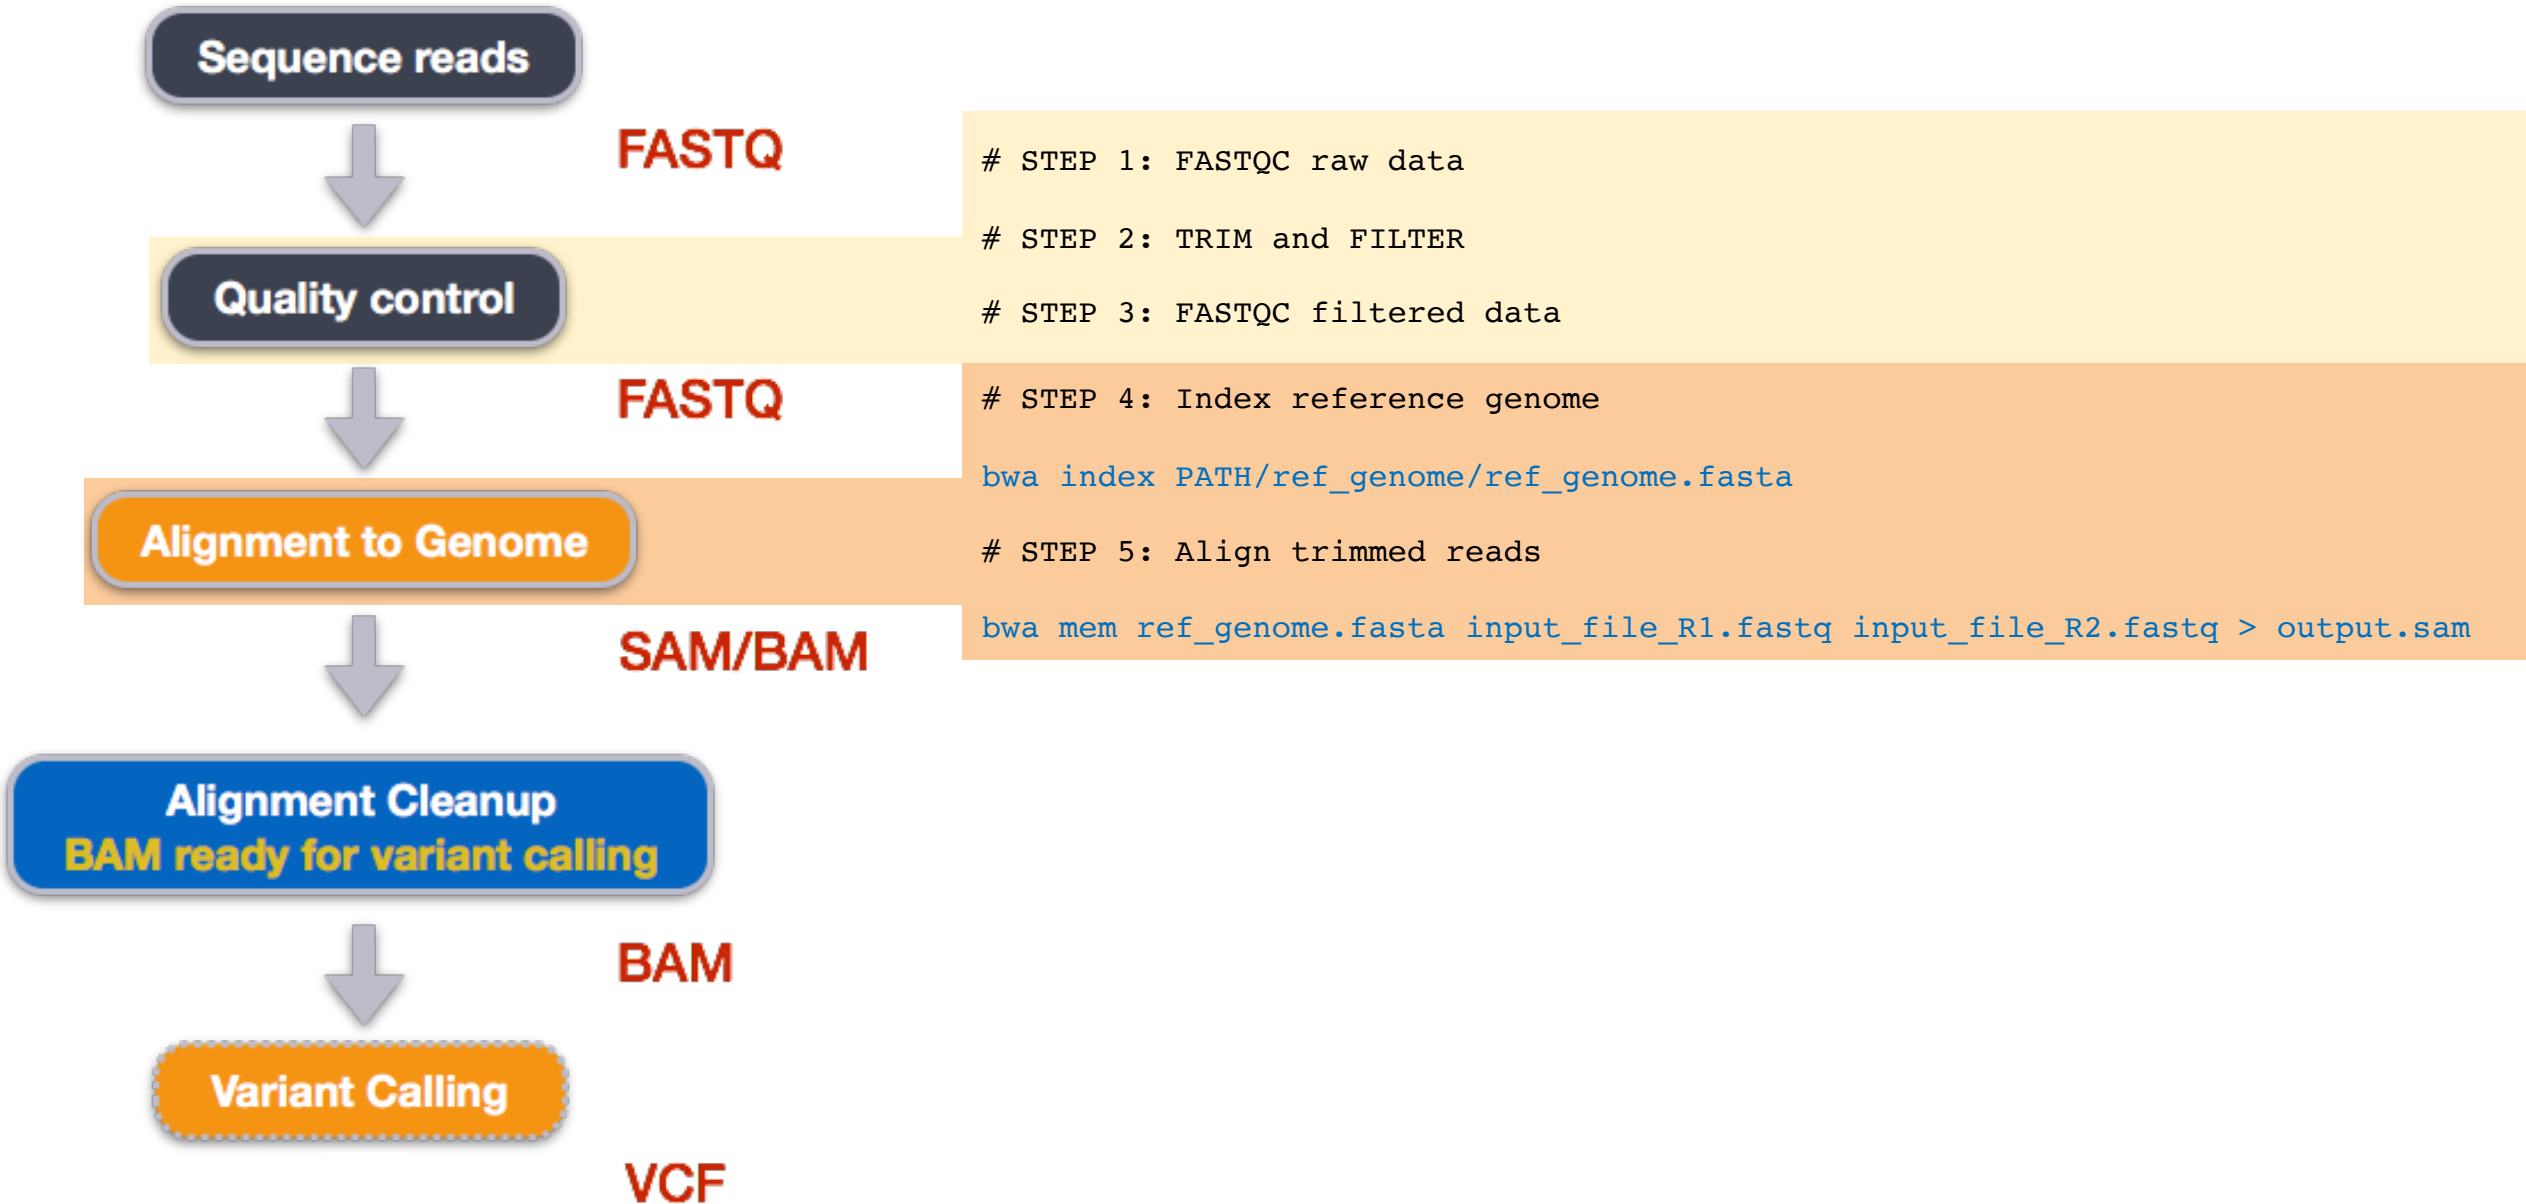 Sequence reads
FASTQ
# STEP 1: FASTQC raw data
# STEP 2: TRIM and FILTER
Quality control
# STEP 3: FASTQC filtered data
FASTQ
# STEP 4: Index reference genome
bwa index PATH/ref_genome/ref_genome.fasta
Alignment to Genome
# STEP 5: Align trimmed reads
bwa mem ref_genome.fasta input_file_R1.fastq input_file_R2.fastq > output.sam
SAM/BAM
Alignment Cleanup
BAM ready for variant calling
BAM
Variant Calling
VCF